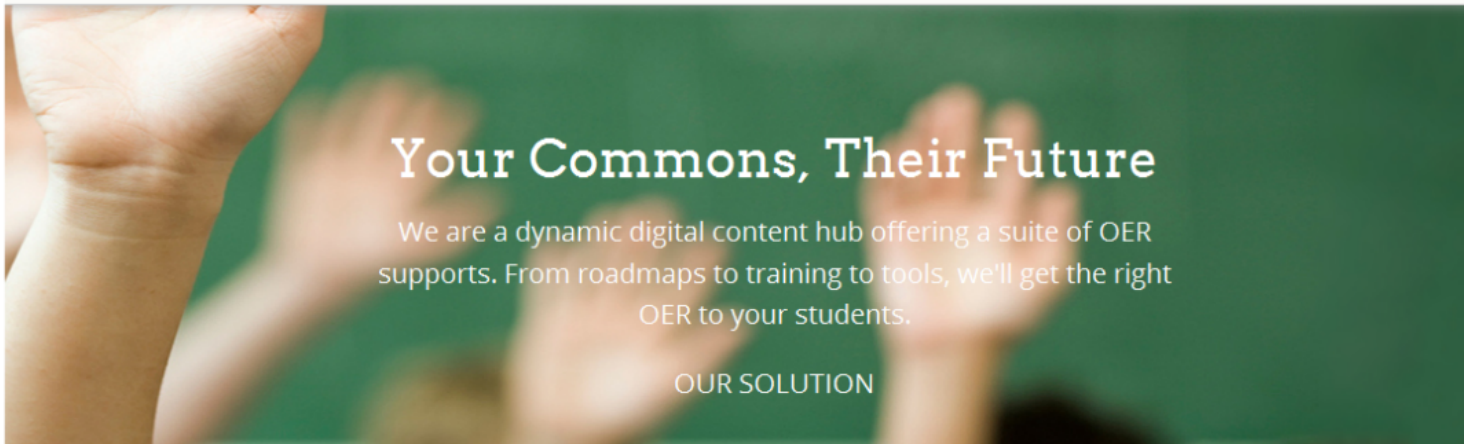 Your Commons, Their Future
We are a dynamic digital content hub offering a suite of OER
supports. From roadmaps to training to tools, we'll get the right
OER to your students.
OUR SOLUTION